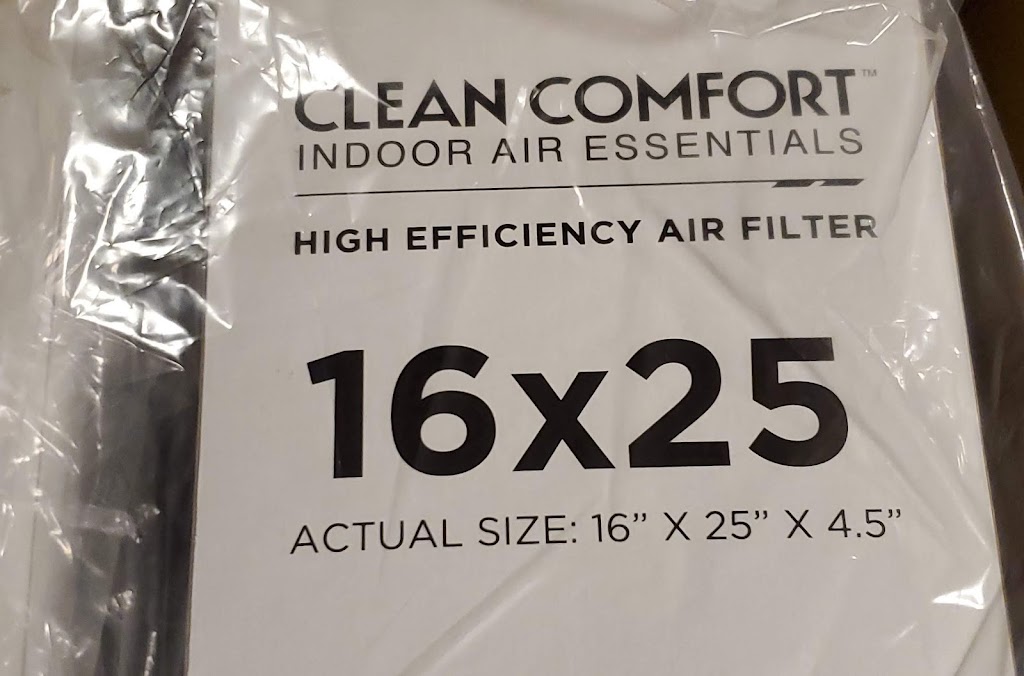 CLEAN COMFORT™
INDOOR AIR ESSENTIALS
HIGH EFFICIENCY AIR FILTER
16x25
ACTUAL SIZE: 16” X 25” X 4.5”